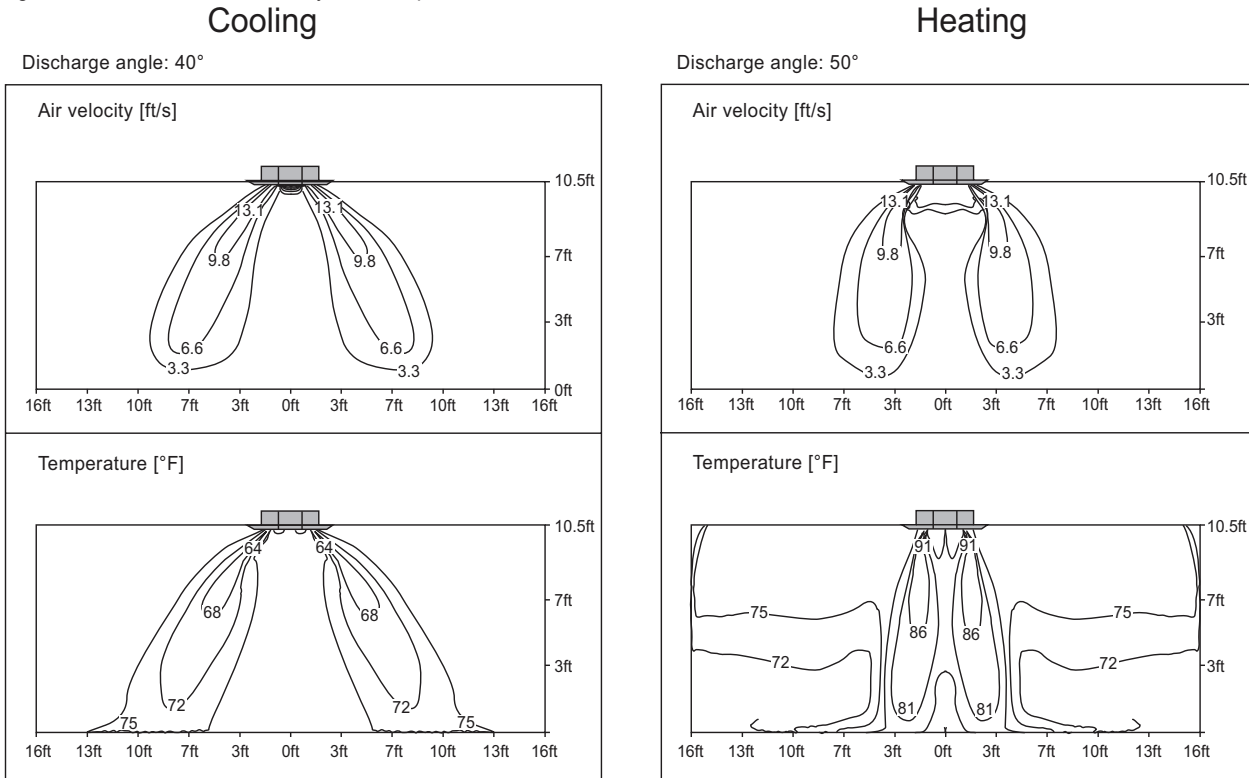 Cooling
Discharge angle: 40°
Air velocity [ft/s]
13.1 13.1
9.8 9.8
6.6 6.6
3.3 3.3
10.5ft
7ft
3ft
0ft
16ft 13ft 10ft 7ft 3ft 0ft 3ft 7ft 10ft 13ft 16ft
Temperature [°F]
64 64
68 68
72 72
75 75
10.5ft
7ft
3ft
16ft 13ft 10ft 7ft 3ft 0ft 3ft 7ft 10ft 13ft 16ft
Heating
Discharge angle: 50°
Air velocity [ft/s]
13.1 13.1
9.8 9.8
6.6 6.6
3.3 3.3
10.5ft
7ft
3ft
16ft 13ft 10ft 7ft 3ft 0ft 3ft 7ft 10ft 13ft 16ft
Temperature [°F]
91 91
75 75
86 86
72 72
81 81
10.5ft
7ft
3ft
16ft 13ft 10ft 7ft 3ft 0ft 3ft 7ft 10ft 13ft 16ft